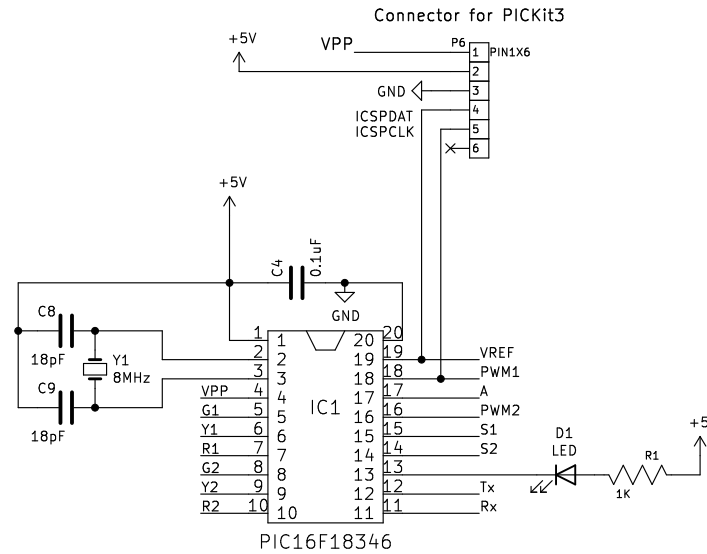 Connector for PICKit3
+5V
VPP
P6
1
PIN1X6
2
GND
3
ICSPDAT
4
ICSPCLK
5
6
+5V
C4
0.1uF
GND
C8
18pF
Y1
8MHz
C9
18pF
1 1 20 20
2 2 19 19 VREF
3 3 18 18 PWM1
VPP 4 4 17 17 A
G1 5 5 IC1 16 16 PWM2
Y1 6 6 15 15 S1
R1 7 7 14 14 S2
G2 8 8 13 13
Y2 9 9 12 12 Tx
R2 10 10 11 11 Rx
PIC16F18346
D1
LED
R1
1K
+5